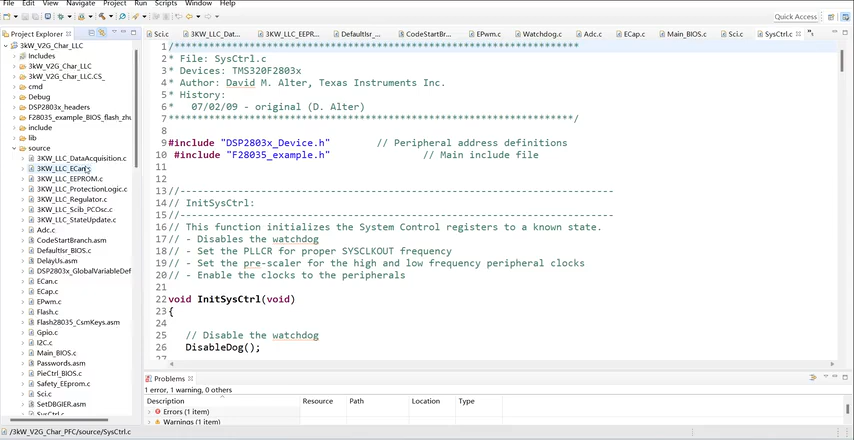 File Edit View Navigate Project Run Scripts Window Help
Quick Access
Project Explorer
3kW_V2G_Char_LLC
Includes
3kW_V2G_Char_LLC
3kW_V2G_Char_LLC.CS_
cmd
Debug
DSP2803x_headers
F28035_example_BIOS_flash_zhu
include
lib
source
3KW_LLC_DataAcquisition.c
3KW_LLC_ECan.c
3KW_LLC_EEPROM.c
3KW_LLC_ProtectionLogic.c
3KW_LLC_Regulator.c
3KW_LLC_Scib_PCOsc.c
3KW_LLC_StateUpdate.c
Adc.c
CodeStartBranch.asm
DefaultIsr_BIOS.c
DelayUs.asm
DSP2803x_GlobalVariableDef
ECan.c
ECap.c
EPwm.c
Flash.c
Flash28035_CsmKeys.asm
Gpio.c
I2C.c
Main_BIOS.c
Passwords.asm
PieCtrl_BIOS.c
Safety_EEprom.c
Sci.c
SetDBGIER.asm
SysCtrl.c
Sci.c 3KW_LLC_Dat... 3KW_LLC_EEPR... DefaultIsr_B... CodeStartBr... EPwm.c Watchdog.c Adc.c ECap.c Main_BIOS.c Sci.c SysCtrl.c
1 /**********************************************************************
2 * File: SysCtrl.c
3 * Devices: TMS320F2803x
4 * Author: David M. Alter, Texas Instruments Inc.
5 * History:
6 *   07/02/09 - original (D. Alter)
7 **********************************************************************/
8
9 #include "DSP2803x_Device.h" // Peripheral address definitions
10 #include "F28035_example.h" // Main include file
11
12
13 //---------------------------------------------------------------------------
14 // InitSysCtrl:
15 //---------------------------------------------------------------------------
16 // This function initializes the System Control registers to a known state.
17 // - Disables the watchdog
18 // - Set the PLLCR for proper SYSCLKOUT frequency
19 // - Set the pre-scaler for the high and low frequency peripheral clocks
20 // - Enable the clocks to the peripherals
21
22 void InitSysCtrl(void)
23 {
24
25 // Disable the watchdog
26 DisableDog();
27
Problems
1 error, 1 warning, 0 others
Description Resource Path Location Type
Errors (1 item)
Warnings (1 item)
/3kW_V2G_Char_PFC/source/SysCtrl.c